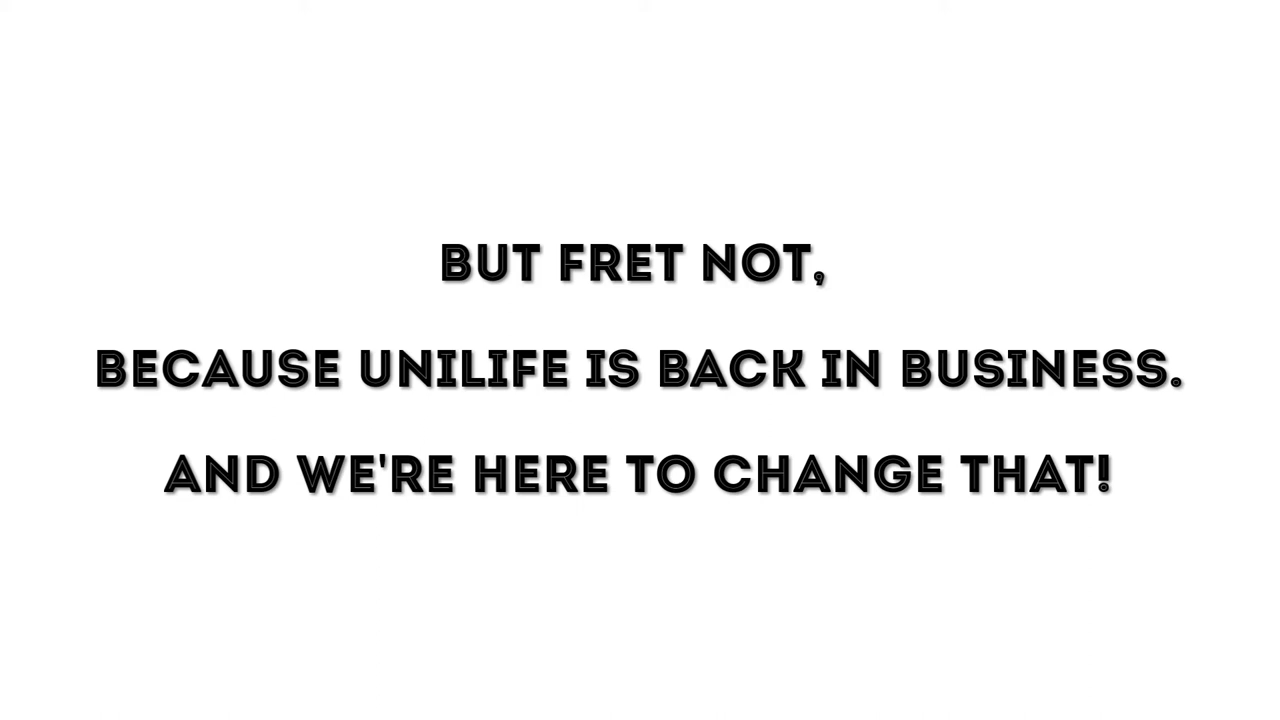 BUT FRET NOT,
BECAUSE UNILIFE IS BACK IN BUSINESS.
AND WE'RE HERE TO CHANGE THAT!